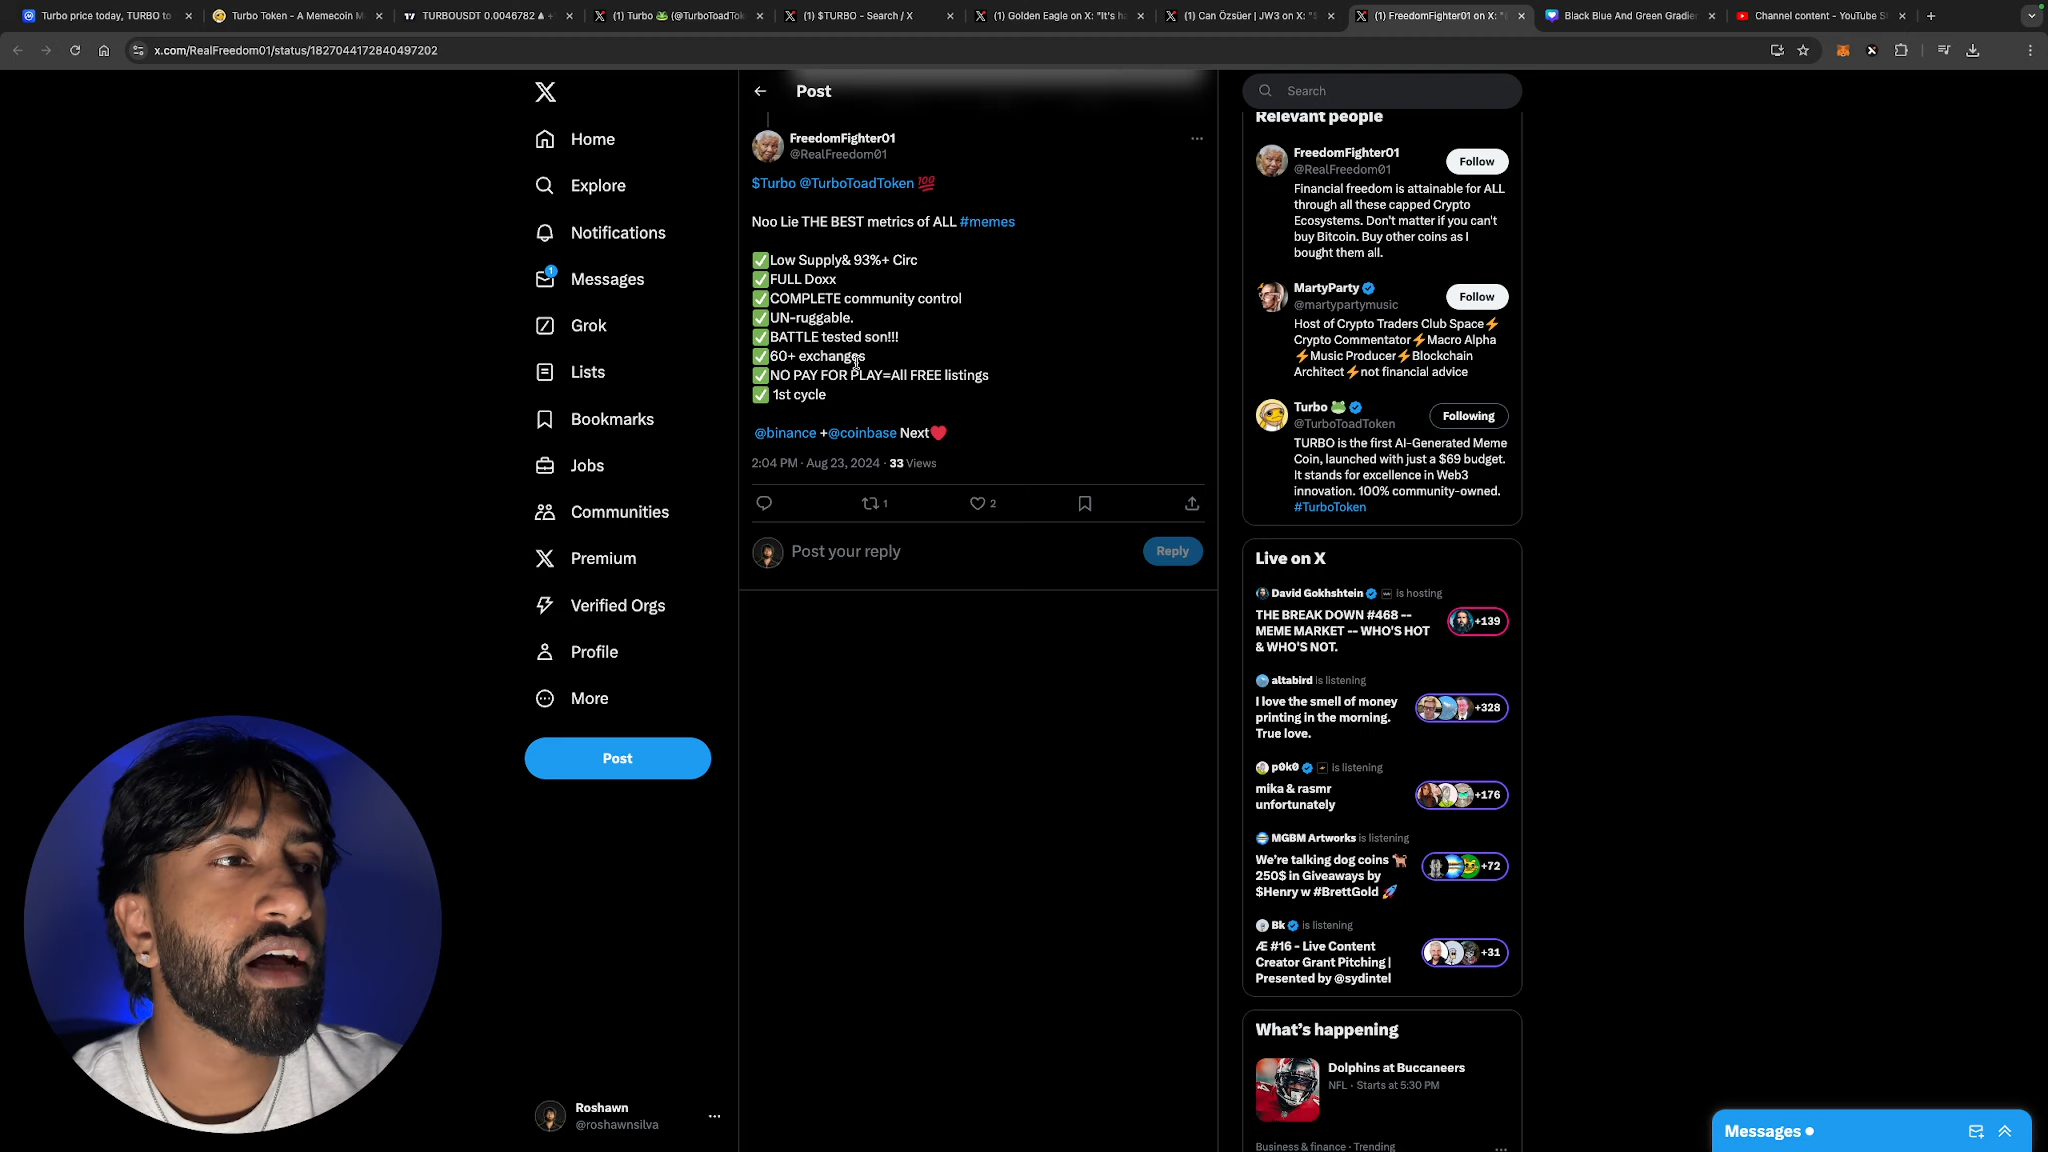 Turbo price today, TURBO to
Turbo Token - A Memecoin M
TURBOUSDT 0.0046782 ▲ +
(1) Turbo 🐸 (@TurboToadTok
(1) $TURBO - Search / X
(1) Golden Eagle on X: "It's h
(1) Can Özsüer | JW3 on X: "
(1) FreedomFighter01 on X: "
Black Blue And Green Gradie
Channel content - YouTube S
x.com/RealFreedom01/status/1827044172840497202
Home
Explore
Notifications
1
Messages
Grok
Lists
Bookmarks
Jobs
Communities
Premium
Verified Orgs
Profile
More
Post
Roshawn
@roshawnsilva
Post
FreedomFighter01
@RealFreedom01
$Turbo @TurboToadToken 💯
Noo Lie THE BEST metrics of ALL #memes
✅Low Supply& 93%+ Circ
✅FULL Doxx
✅COMPLETE community control
✅UN-ruggable.
✅BATTLE tested son!!!
✅60+ exchanges
✅NO PAY FOR PLAY=All FREE listings
✅ 1st cycle
@binance +@coinbase Next❤️
2:04 PM · Aug 23, 2024 · 33 Views
1
2
Post your reply
Reply
Search
Relevant people
FreedomFighter01
@RealFreedom01
Follow
Financial freedom is attainable for ALL
through all these capped Crypto
Ecosystems. Don't matter if you can't
buy Bitcoin. Buy other coins as I
bought them all.
MartyParty
@martypartymusic
Follow
Host of Crypto Traders Club Space⚡
Crypto Commentator⚡Macro Alpha
⚡Music Producer⚡Blockchain
Architect⚡not financial advice
Turbo 🐸
@TurboToadToken
Following
TURBO is the first AI-Generated Meme
Coin, launched with just a $69 budget.
It stands for excellence in Web3
innovation. 100% community-owned.
#TurboToken
Live on X
David Gokhshtein is hosting
THE BREAK DOWN #468 --
MEME MARKET -- WHO'S HOT
& WHO'S NOT.
+139
altabird is listening
I love the smell of money
printing in the morning.
True love.
+328
p0k0 is listening
mika & rasmr
unfortunately
+176
MGBM Artworks is listening
We're talking dog coins 🐕
250$ in Giveaways by
$Henry w #BrettGold 🚀
+72
Bk is listening
Æ #16 - Live Content
Creator Grant Pitching |
Presented by @sydintel
+31
What's happening
Dolphins at Buccaneers
NFL · Starts at 5:30 PM
Business & finance · Trending
Messages